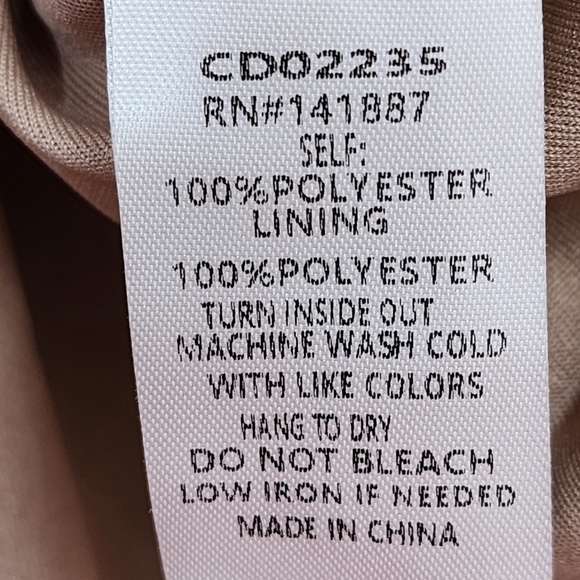 CD02235
RN#141887
SELF:
100%POLYESTER
LINING
100%POLYESTER
TURN INSIDE OUT
MACHINE WASH COLD
WITH LIKE COLORS
HANG TO DRY
DO NOT BLEACH
LOW IRON IF NEEDED
MADE IN CHINA